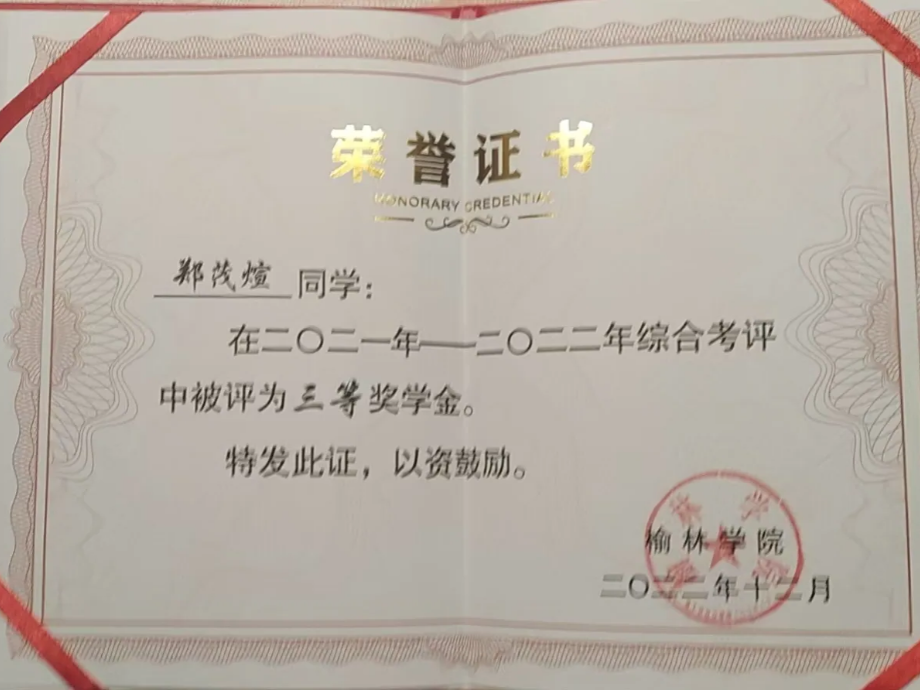 荣誉证书
HONORARY CREDENTIAL
郑茂煊同学：
在二〇二一年——二〇二二年综合考评
中被评为三等奖学金。
特发此证，以资鼓励。
榆林学院
二〇二二年十二月